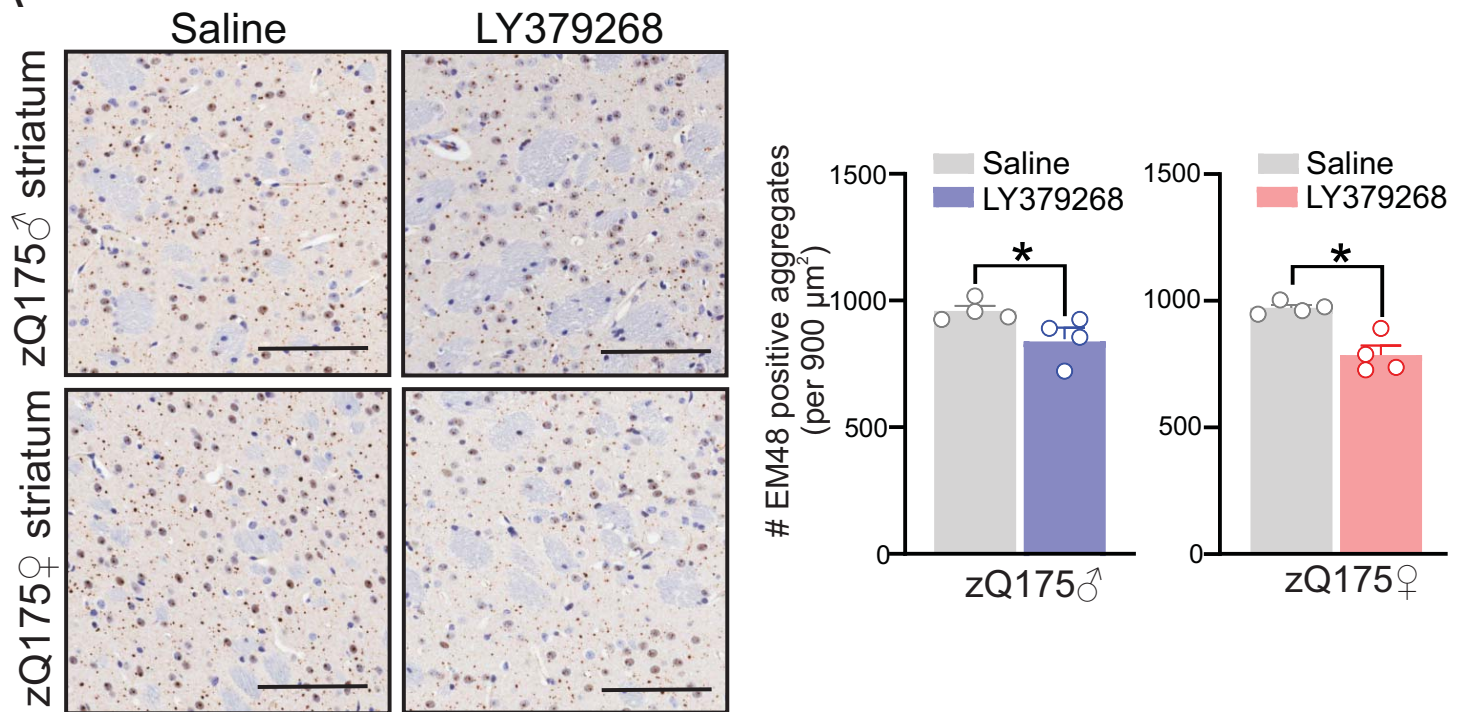 Saline
LY379268
zQ175♂ striatum
zQ175♀ striatum
# EM48 positive aggregates
(per 900 µm²)
1500
1000
500
0
Saline
LY379268
*
zQ175♂
1500
1000
500
0
Saline
LY379268
*
zQ175♀